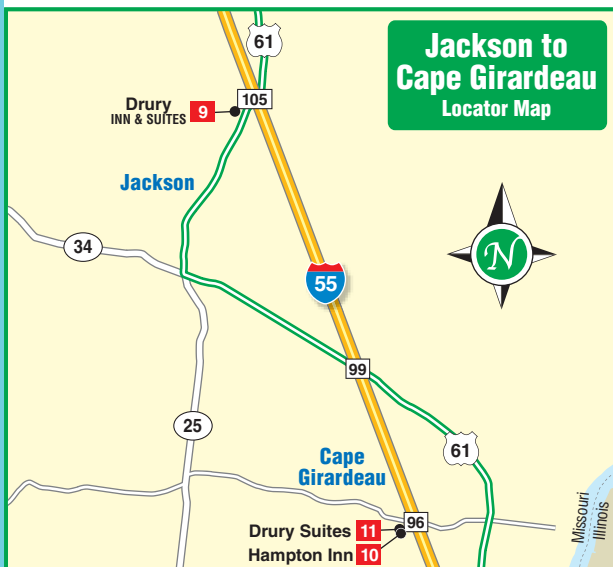 61
Jackson to
Cape Girardeau
Locator Map
105
Drury
INN & SUITES
9
Jackson
34
N
55
99
25
61
Cape
Girardeau
96
Drury Suites 11
Hampton Inn 10
Missouri
Illinois